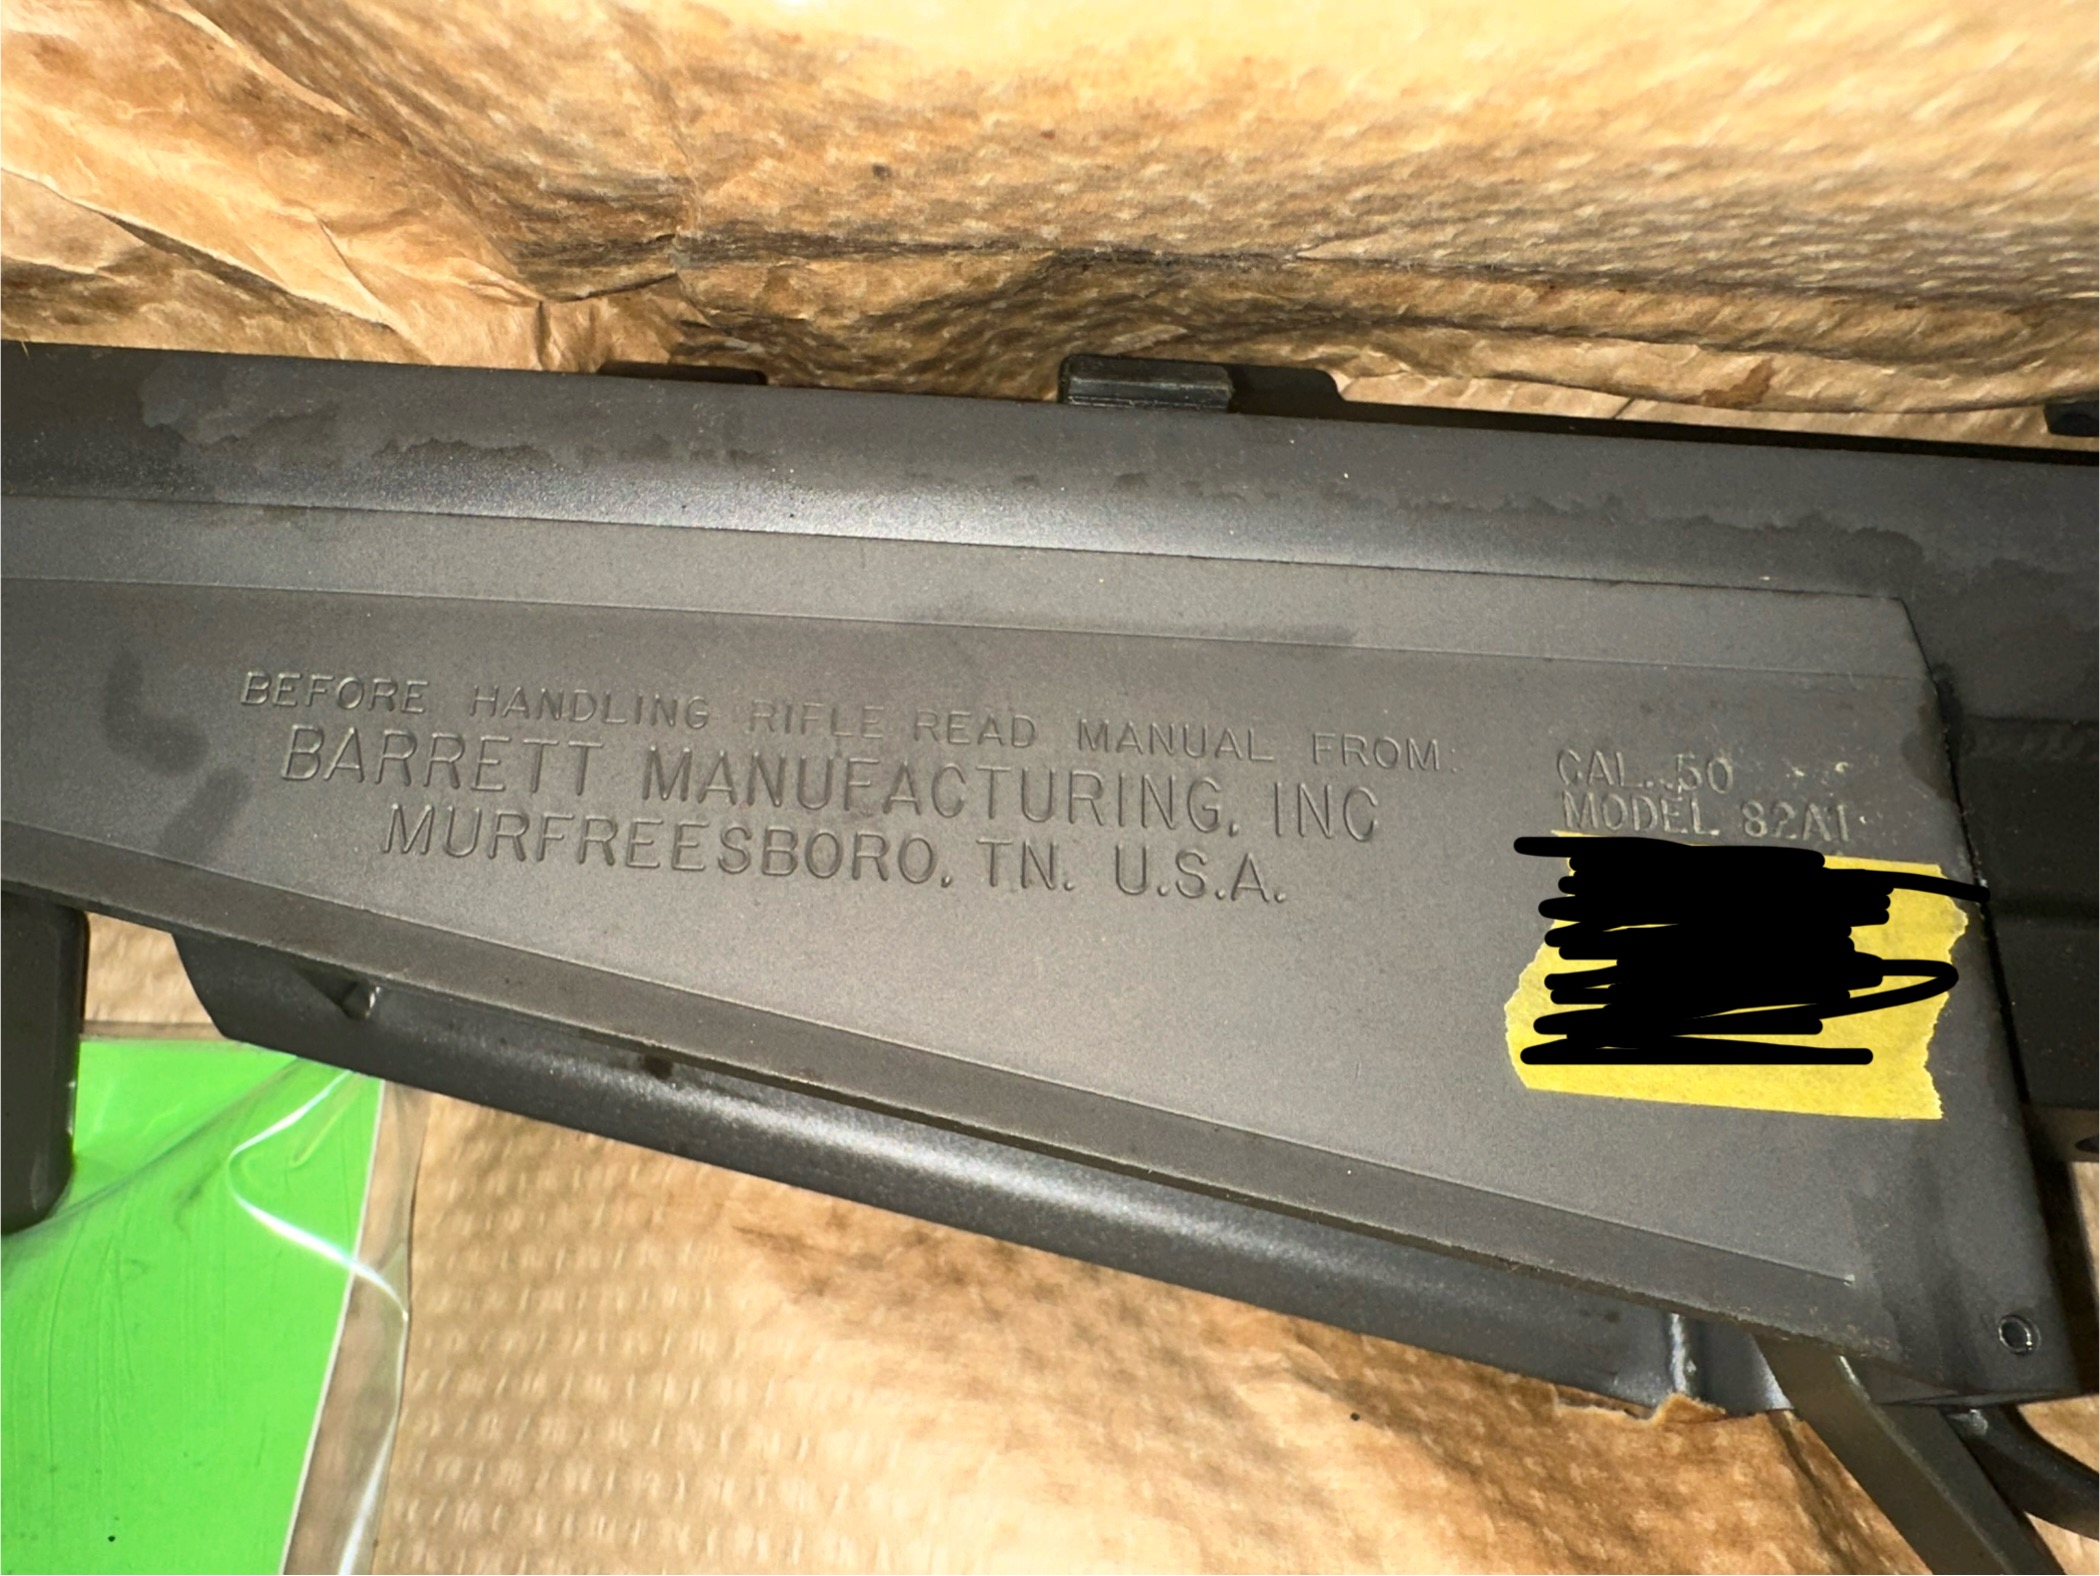 BEFORE HANDLING RIFLE READ MANUAL FROM:
BARRETT MANUFACTURING, INC
MURFREESBORO, TN. U.S.A.
CAL. .50
MODEL 82A1